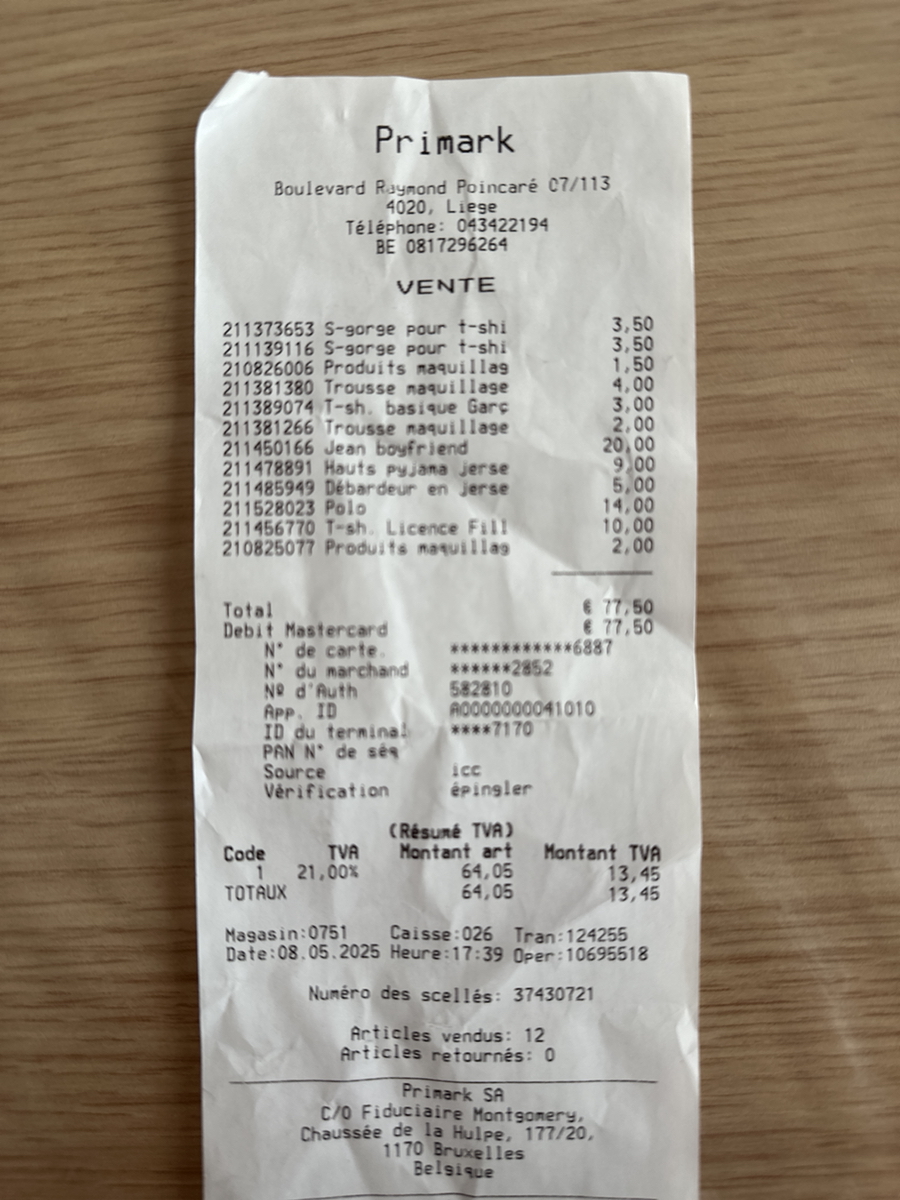 Primark
Boulevard Raymond Poincaré 07/113
4020, Liege
Téléphone: 043422194
BE 0817296264
VENTE
211373653 S-gorge pour t-shi 3,50
211139116 S-gorge pour t-shi 3,50
210826006 Produits maquillag 1,50
211381380 Trousse maquillage 4,00
211389074 T-sh. basique Garç 3,00
211381266 Trousse maquillage 2,00
211450166 Jean boyfriend 20,00
211478891 Hauts pyjama jerse 9,00
211485949 Débardeur en jerse 5,00
211528023 Polo 14,00
211456770 T-sh. Licence Fill 10,00
210825077 Produits maquillag 2,00
Total € 77,50
Debit Mastercard € 77,50
N° de carte. ************6887
N° du marchand ******2852
Nº d'Auth 582810
App. ID A0000000041010
ID du terminal ****7170
PAN N° de séq
Source icc
Vérification épingler
(Résumé TVA)
Code TVA Montant art Montant TVA
1 21,00% 64,05 13,45
TOTAUX 64,05 13,45
Magasin:0751 Caisse:026 Tran:124255
Date:08.05.2025 Heure:17:39 Oper:10695518
Numéro des scellés: 37430721
Articles vendus: 12
Articles retournés: 0
Primark SA
C/O Fiduciaire Montgomery,
Chaussée de la Hulpe, 177/20,
1170 Bruxelles
Belgique